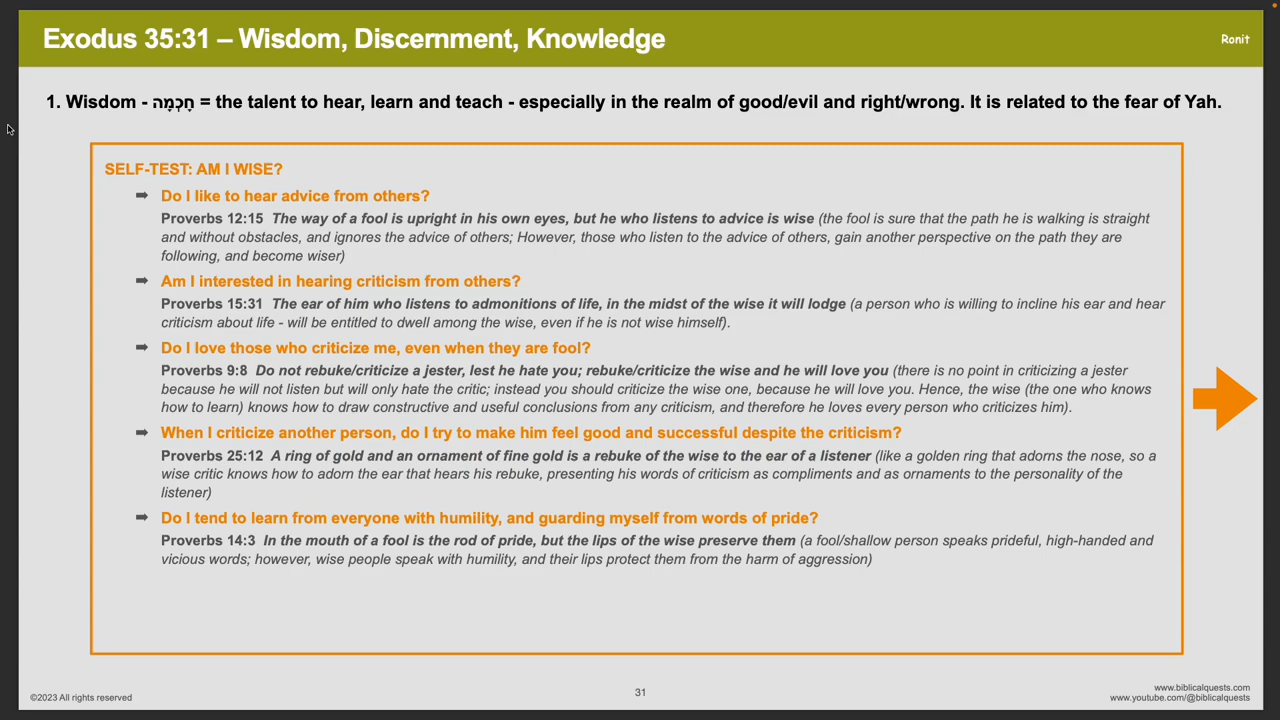 Exodus 35:31 – Wisdom, Discernment, Knowledge
Ronit
1. Wisdom - חָכְמָה = the talent to hear, learn and teach - especially in the realm of good/evil and right/wrong. It is related to the fear of Yah.
SELF-TEST: AM I WISE?
➡ Do I like to hear advice from others?
Proverbs 12:15 The way of a fool is upright in his own eyes, but he who listens to advice is wise (the fool is sure that the path he is walking is straight
and without obstacles, and ignores the advice of others; However, those who listen to the advice of others, gain another perspective on the path they are
following, and become wiser)
➡ Am I interested in hearing criticism from others?
Proverbs 15:31 The ear of him who listens to admonitions of life, in the midst of the wise it will lodge (a person who is willing to incline his ear and hear
criticism about life - will be entitled to dwell among the wise, even if he is not wise himself).
➡ Do I love those who criticize me, even when they are fool?
Proverbs 9:8 Do not rebuke/criticize a jester, lest he hate you; rebuke/criticize the wise and he will love you (there is no point in criticizing a jester
because he will not listen but will only hate the critic; instead you should criticize the wise one, because he will love you. Hence, the wise (the one who knows
how to learn) knows how to draw constructive and useful conclusions from any criticism, and therefore he loves every person who criticizes him).
➡ When I criticize another person, do I try to make him feel good and successful despite the criticism?
Proverbs 25:12 A ring of gold and an ornament of fine gold is a rebuke of the wise to the ear of a listener (like a golden ring that adorns the nose, so a
wise critic knows how to adorn the ear that hears his rebuke, presenting his words of criticism as compliments and as ornaments to the personality of the
listener)
➡ Do I tend to learn from everyone with humility, and guarding myself from words of pride?
Proverbs 14:3 In the mouth of a fool is the rod of pride, but the lips of the wise preserve them (a fool/shallow person speaks prideful, high-handed and
vicious words; however, wise people speak with humility, and their lips protect them from the harm of aggression)
©2023 All rights reserved
31
www.biblicalquests.com
www.youtube.com/@biblicalquests